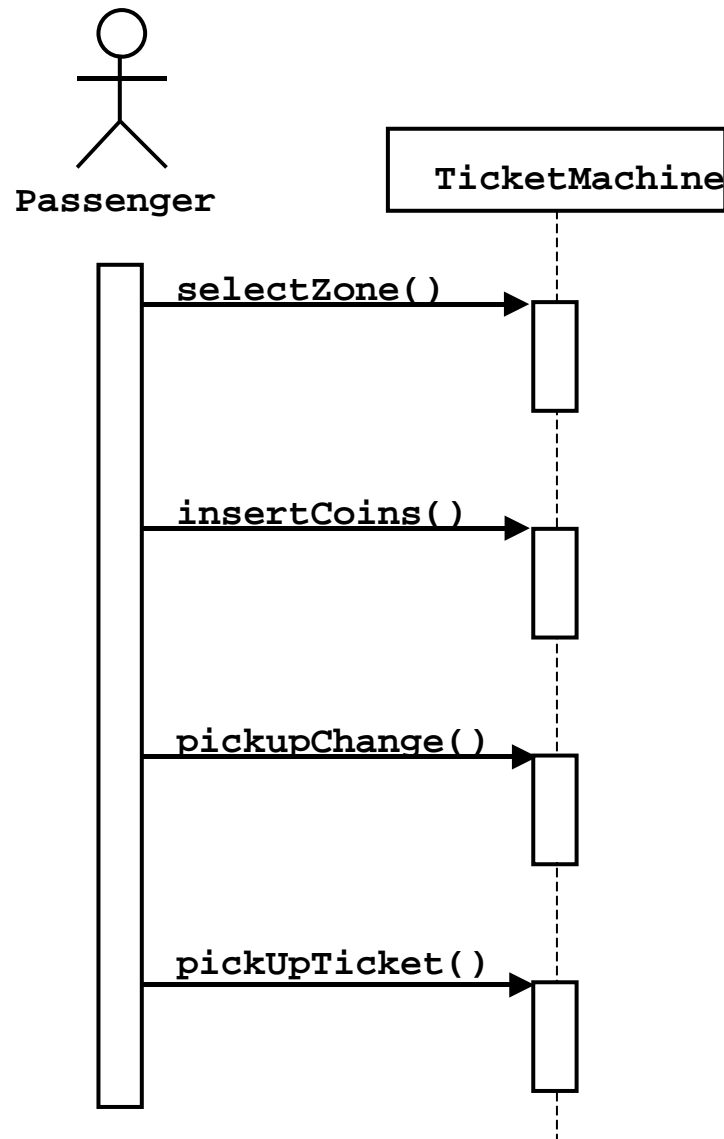 Passenger
TicketMachine
selectZone()
insertCoins()
pickupChange()
pickUpTicket()